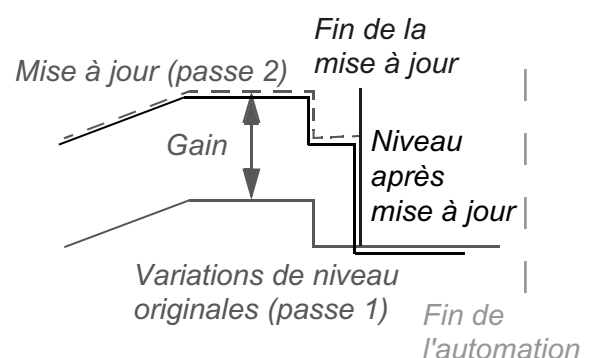 Fin de la
mise à jour
Mise à jour (passe 2)
Gain
Niveau
après
mise à jour
Variations de niveau
originales (passe 1)
Fin de
l'automation